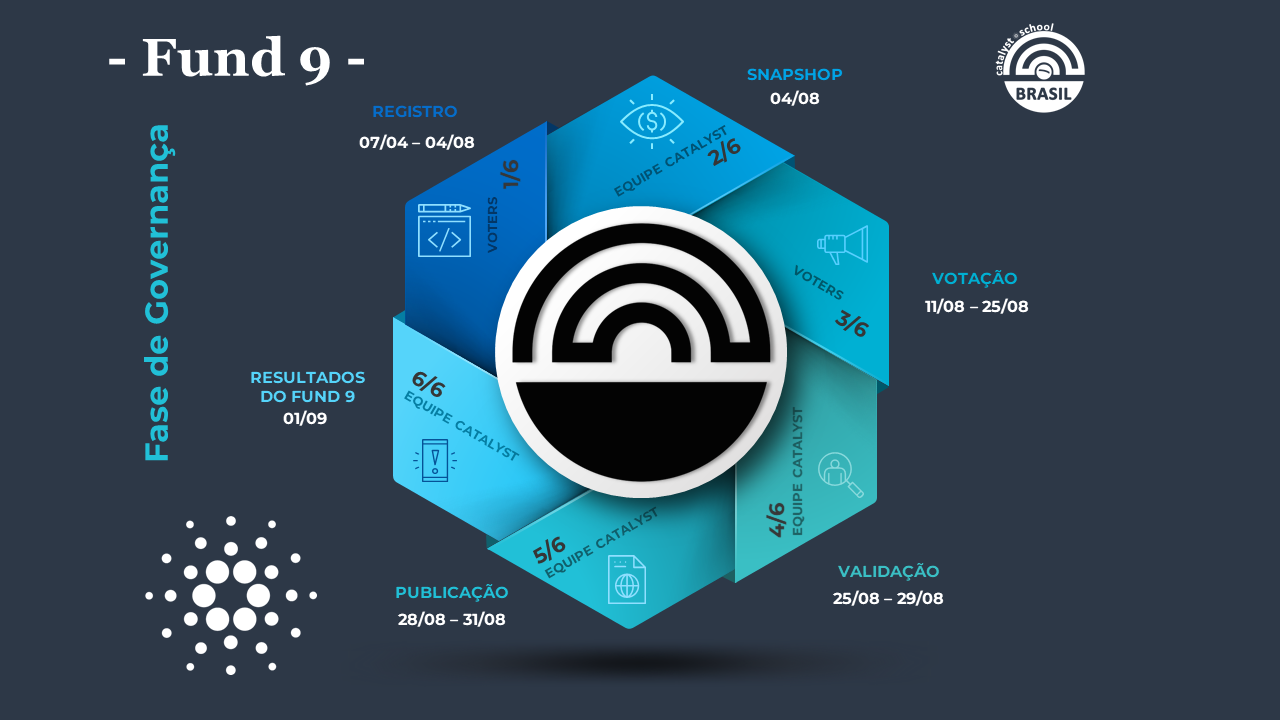 - Fund 9 -
Fase de Governança
catalyst school
BRASIL
REGISTRO
07/04 – 04/08
VOTERS
1/6
SNAPSHOP
04/08
EQUIPE CATALYST
2/6
VOTAÇÃO
11/08 – 25/08
VOTERS
3/6
VALIDAÇÃO
25/08 – 29/08
EQUIPE CATALYST
4/6
PUBLICAÇÃO
28/08 – 31/08
5/6
EQUIPE CATALYST
RESULTADOS
DO FUND 9
01/09
6/6
EQUIPE CATALYST